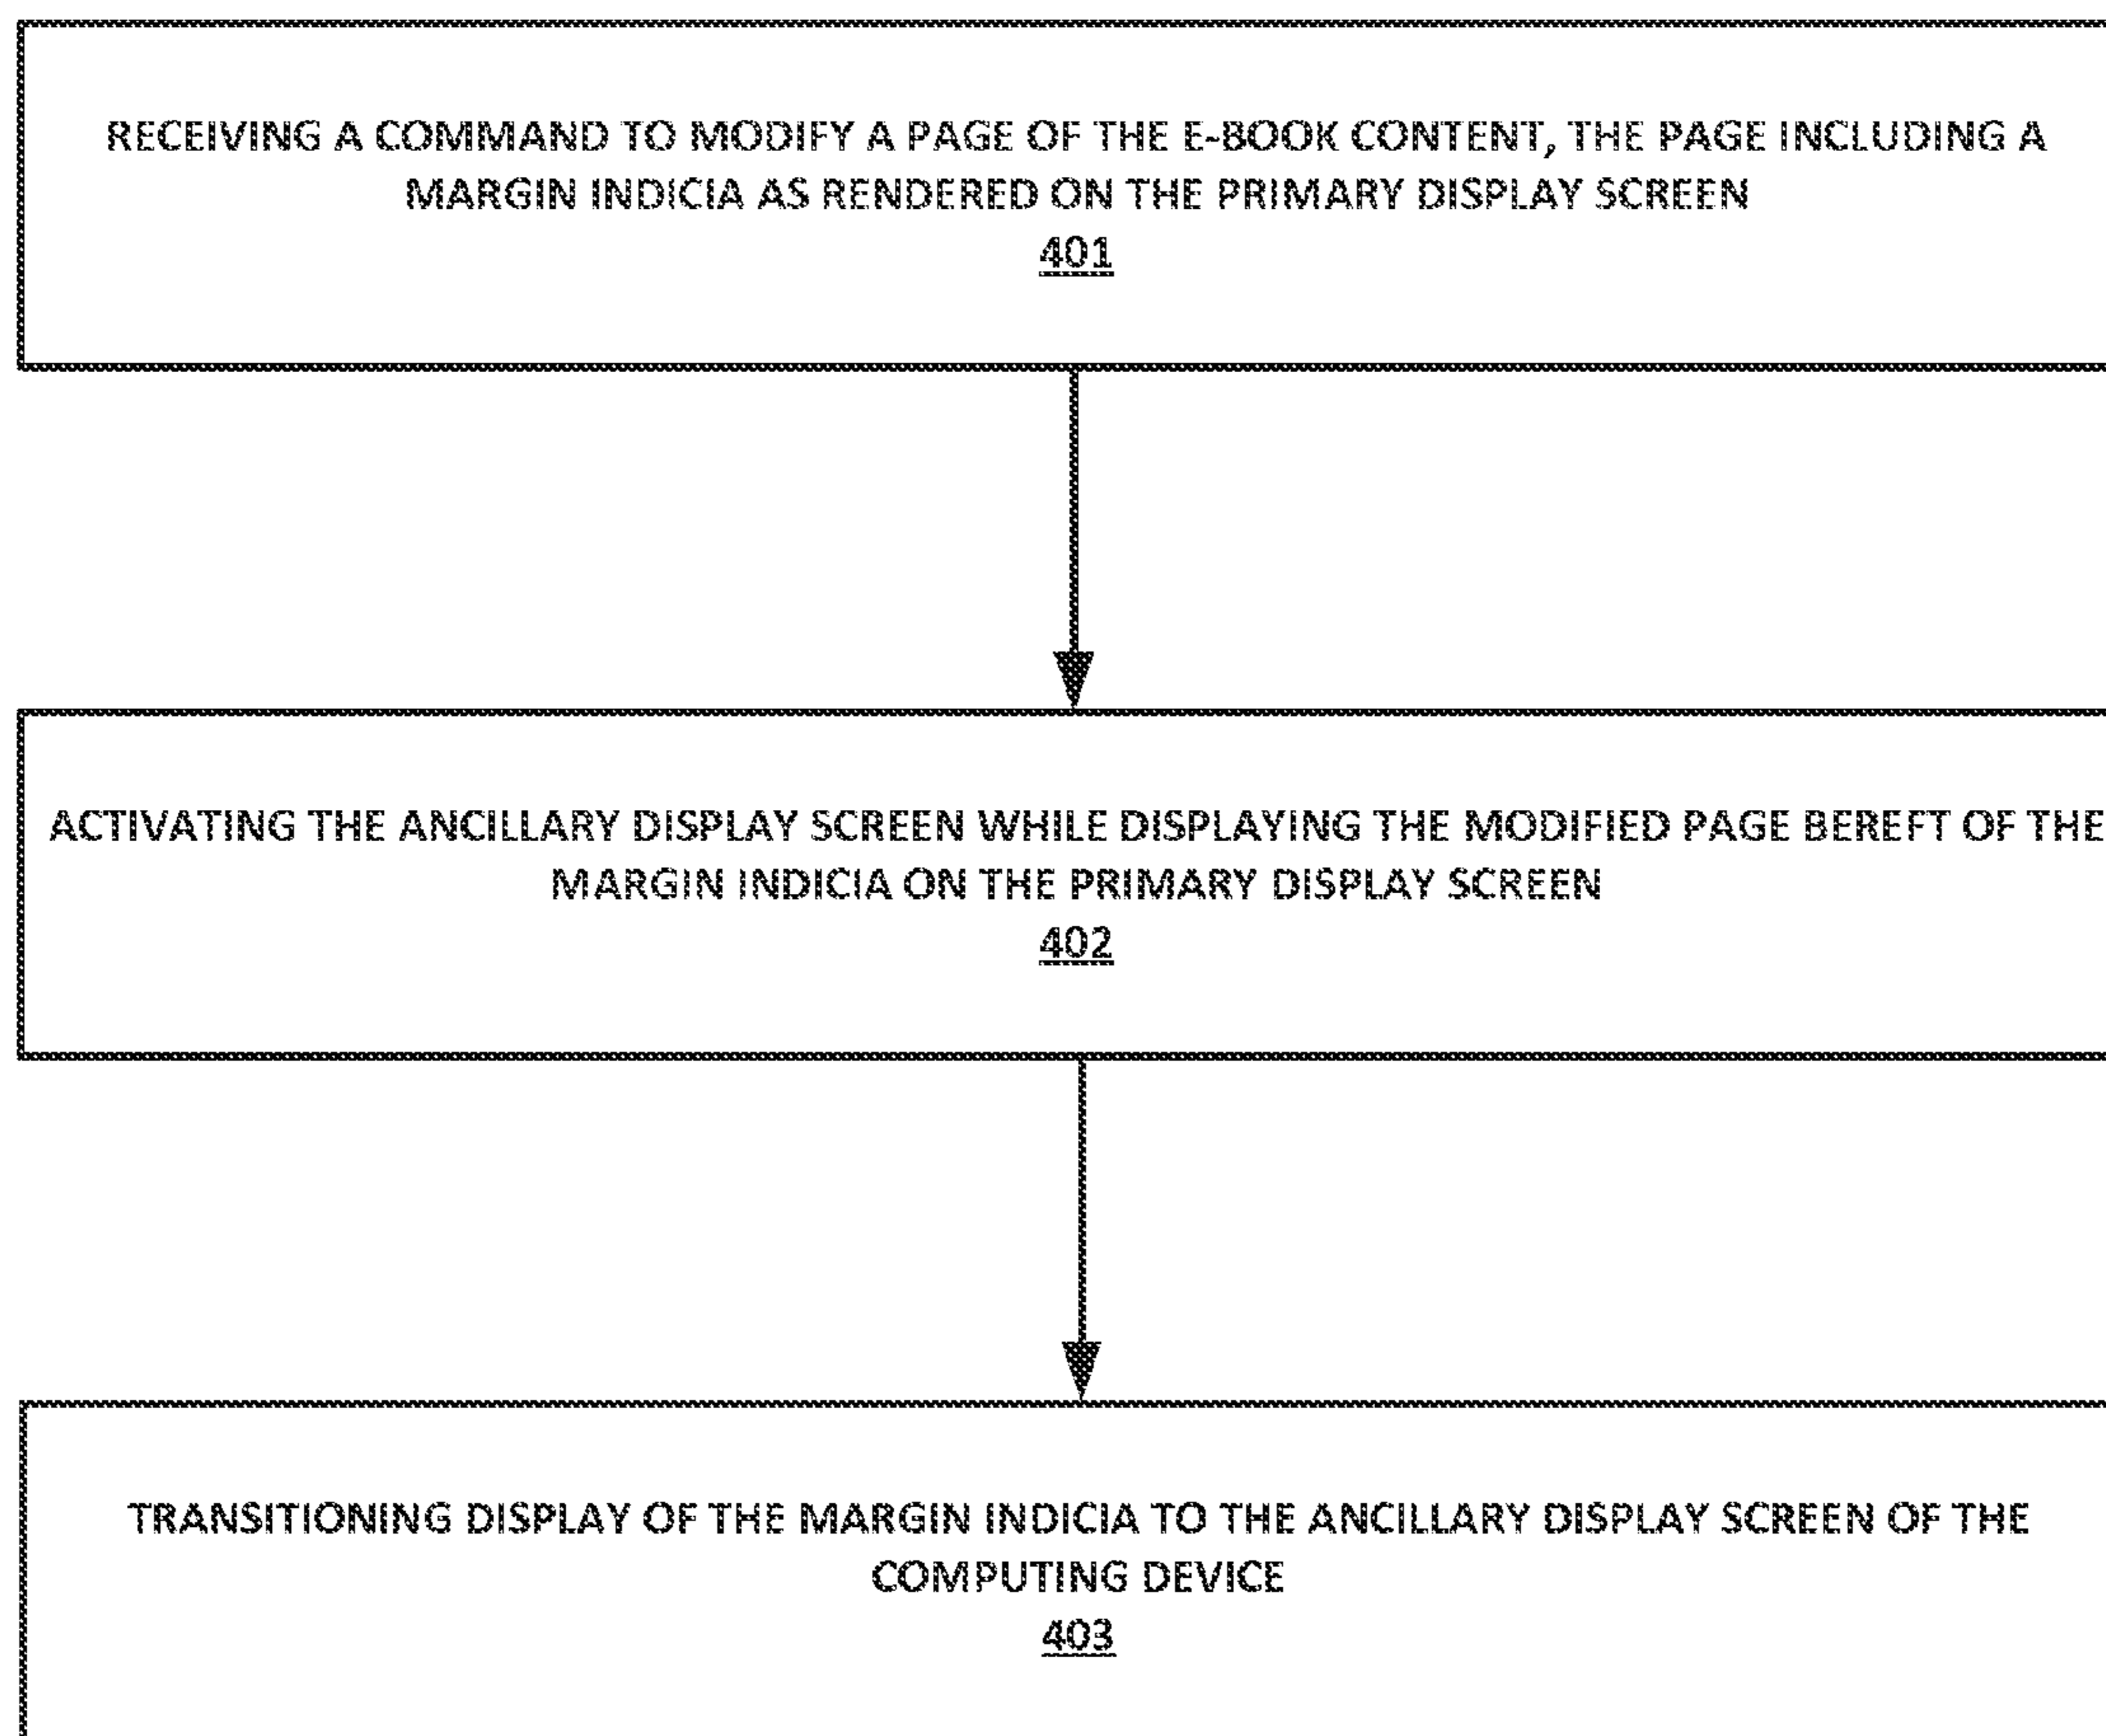 RECEIVING A COMMAND TO MODIFY A PAGE OF THE E-BOOK CONTENT, THE PAGE INCLUDING A
MARGIN INDICIA AS RENDERED ON THE PRIMARY DISPLAY SCREEN
401
ACTIVATING THE ANCILLARY DISPLAY SCREEN WHILE DISPLAYING THE MODIFIED PAGE BEREFT OF THE
MARGIN INDICIA ON THE PRIMARY DISPLAY SCREEN
402
TRANSITIONING DISPLAY OF THE MARGIN INDICIA TO THE ANCILLARY DISPLAY SCREEN OF THE
COMPUTING DEVICE
403